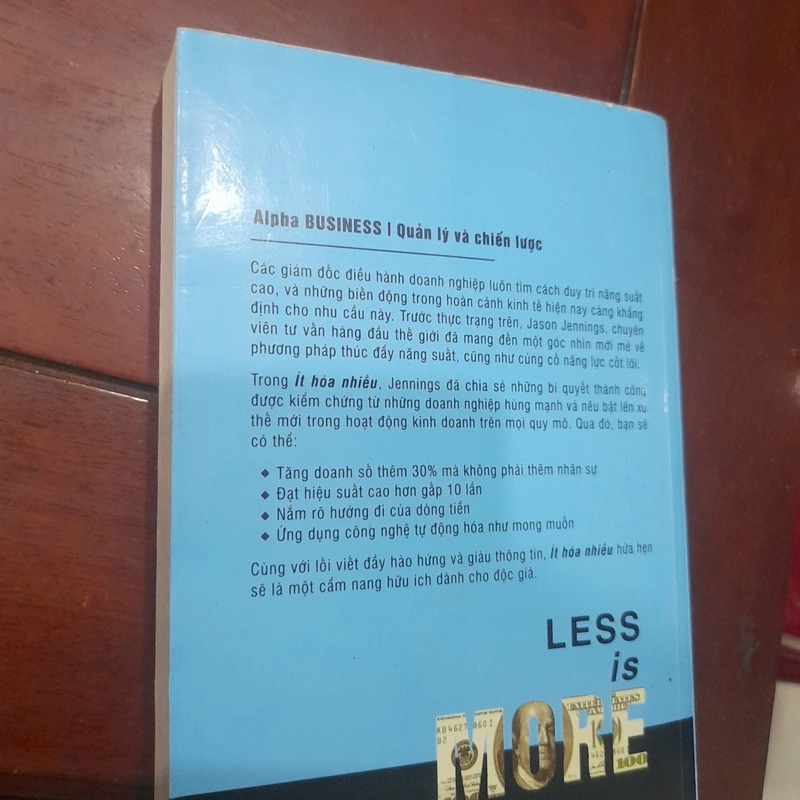 Alpha BUSINESS | Quản lý và chiến lược
Các giám đốc điều hành doanh nghiệp luôn tìm cách duy trì năng suất
cao, và những biến động trong hoàn cảnh kinh tế hiện nay càng khẳng
định cho nhu cầu này. Trước thực trạng trên, Jason Jennings, chuyên
viên tư vấn hàng đầu thế giới đã mang đến một góc nhìn mới mẻ về
phương pháp thúc đẩy năng suất, cũng như củng cố năng lực cốt lõi.
Trong Ít hóa nhiều, Jennings đã chia sẻ những bí quyết thành công
được kiểm chứng từ những doanh nghiệp hùng mạnh và nêu bật lên xu
thế mới trong hoạt động kinh doanh trên mọi quy mô. Qua đó, bạn sẽ
có thể:
◆ Tăng doanh số thêm 30% mà không phải thêm nhân sự
◆ Đạt hiệu suất cao hơn gấp 10 lần
◆ Nắm rõ hướng đi của dòng tiền
◆ Ứng dụng công nghệ tự động hóa như mong muốn
Cùng với lối viết đầy hào hứng và giàu thông tin, Ít hóa nhiều hứa hẹn
sẽ là một cẩm nang hữu ích dành cho độc giả.
LESS
is
MORE